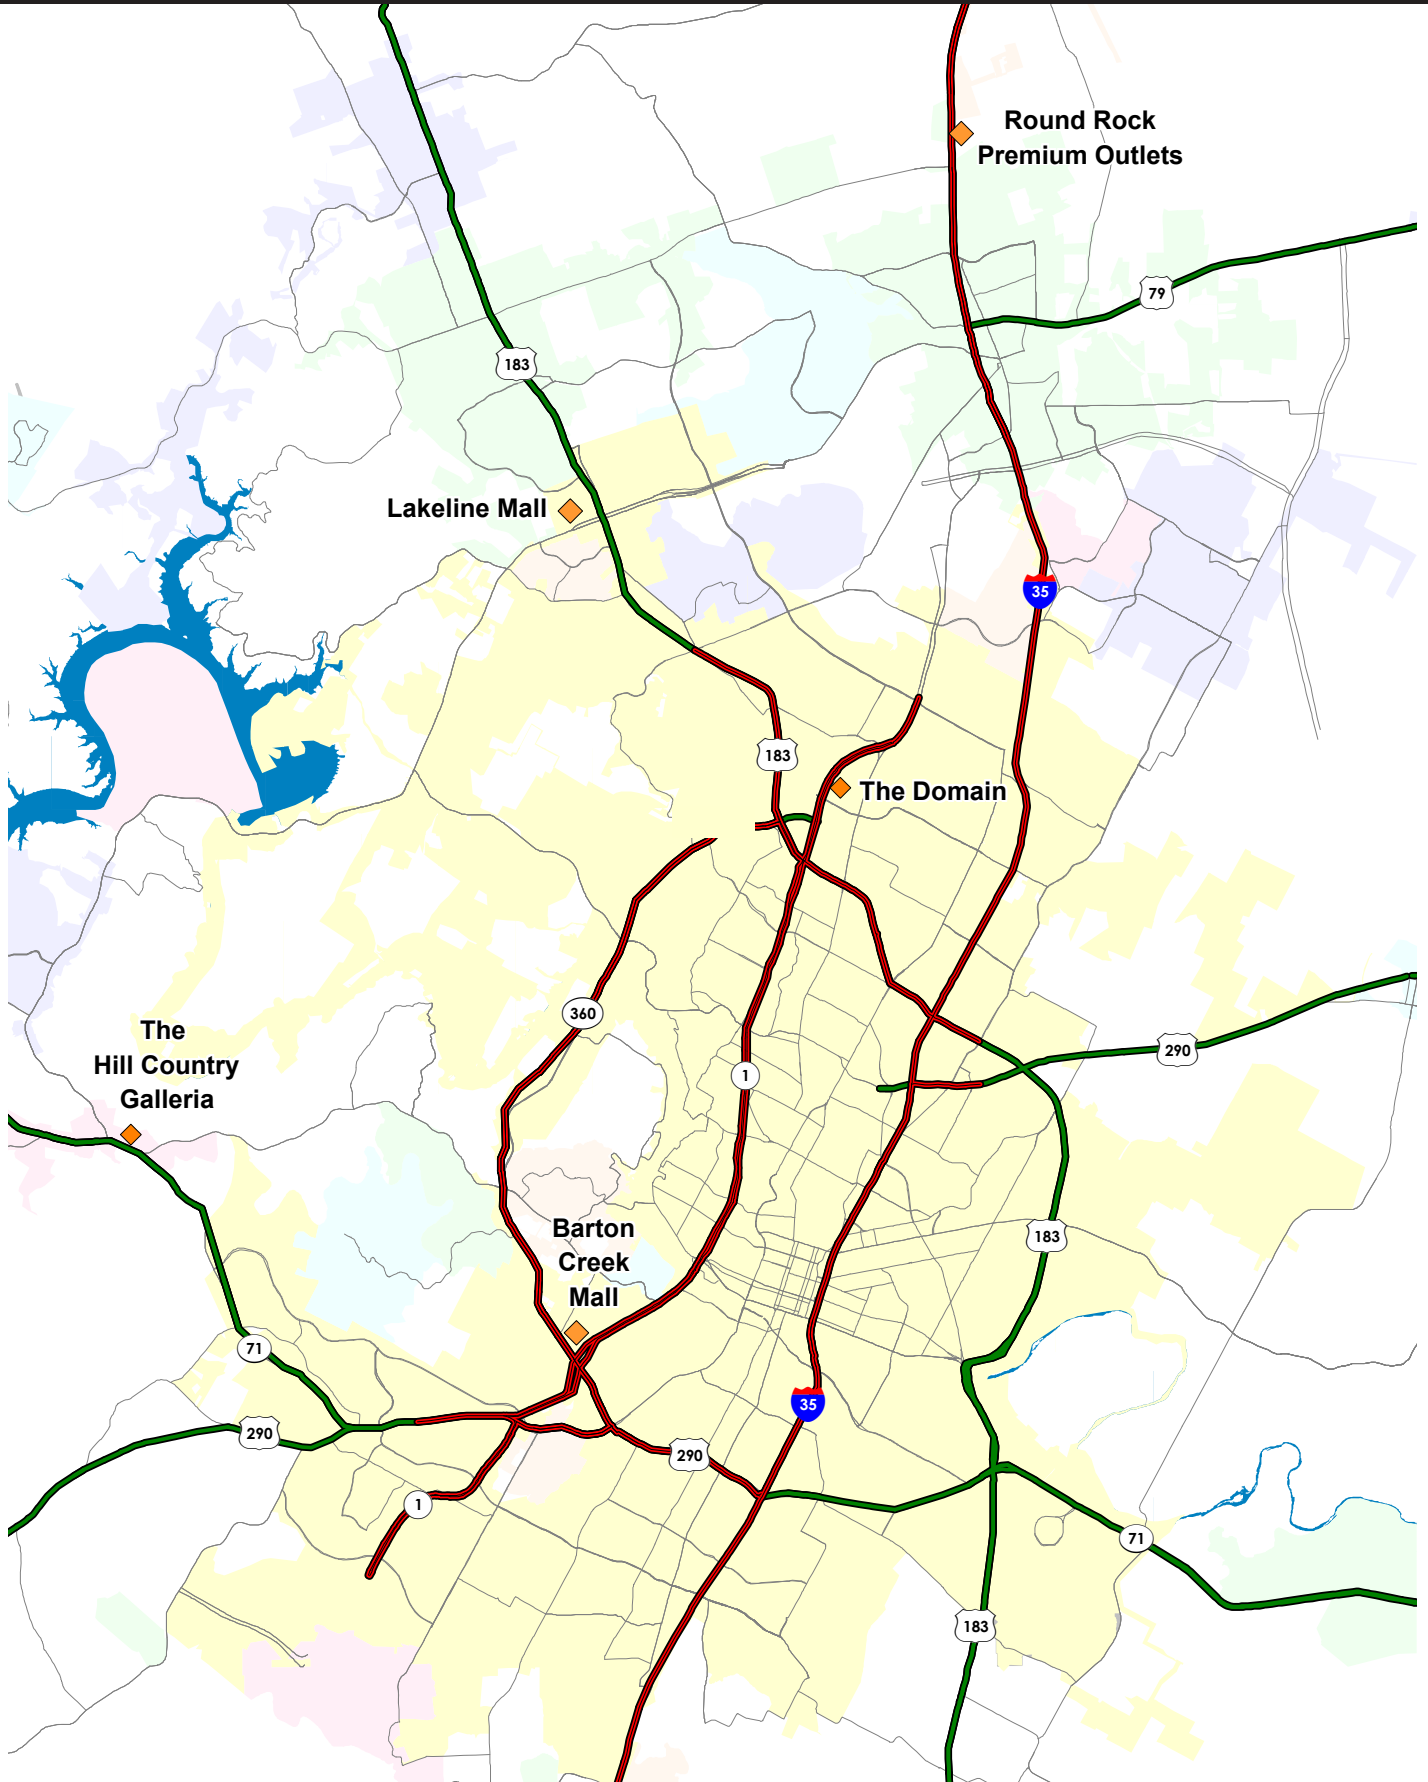 Round Rock
Premium Outlets
79
183
Lakeline Mall
35
183
The Domain
360
The
Hill Country
Galleria
290
1
Barton
Creek
Mall
183
71
35
290
290
1
71
183